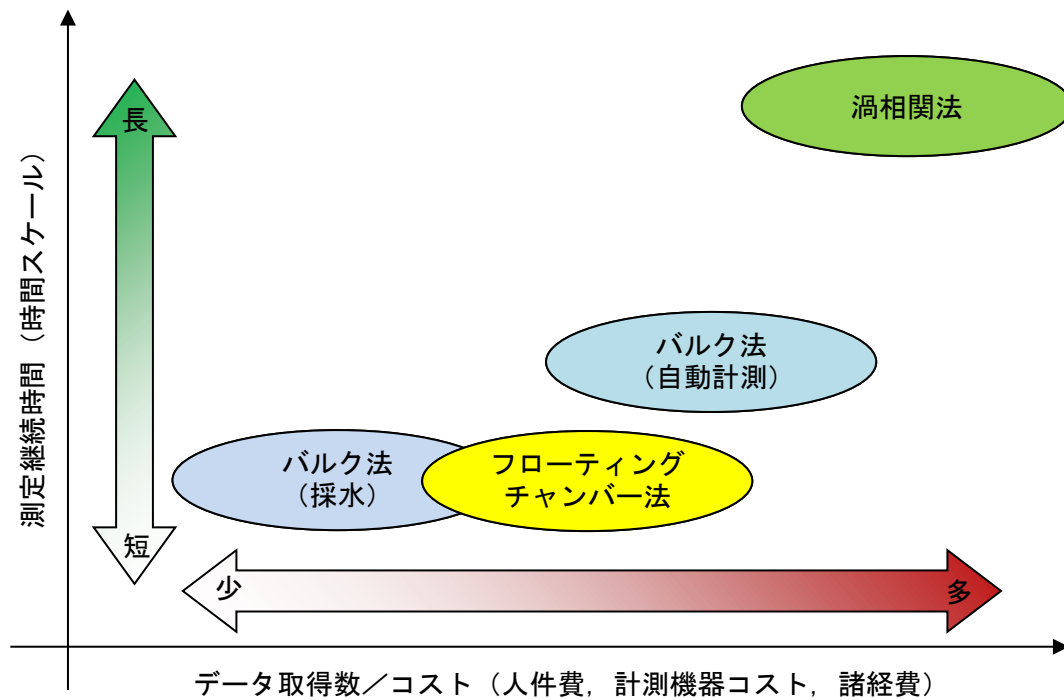 渦相関法
長
測定継続時間（時間スケール）
バルク法
（自動計測）
バルク法
（採水）
フローティング
チャンバー法
短
少
多
データ取得数／コスト（人件費，計測機器コスト，諸経費）